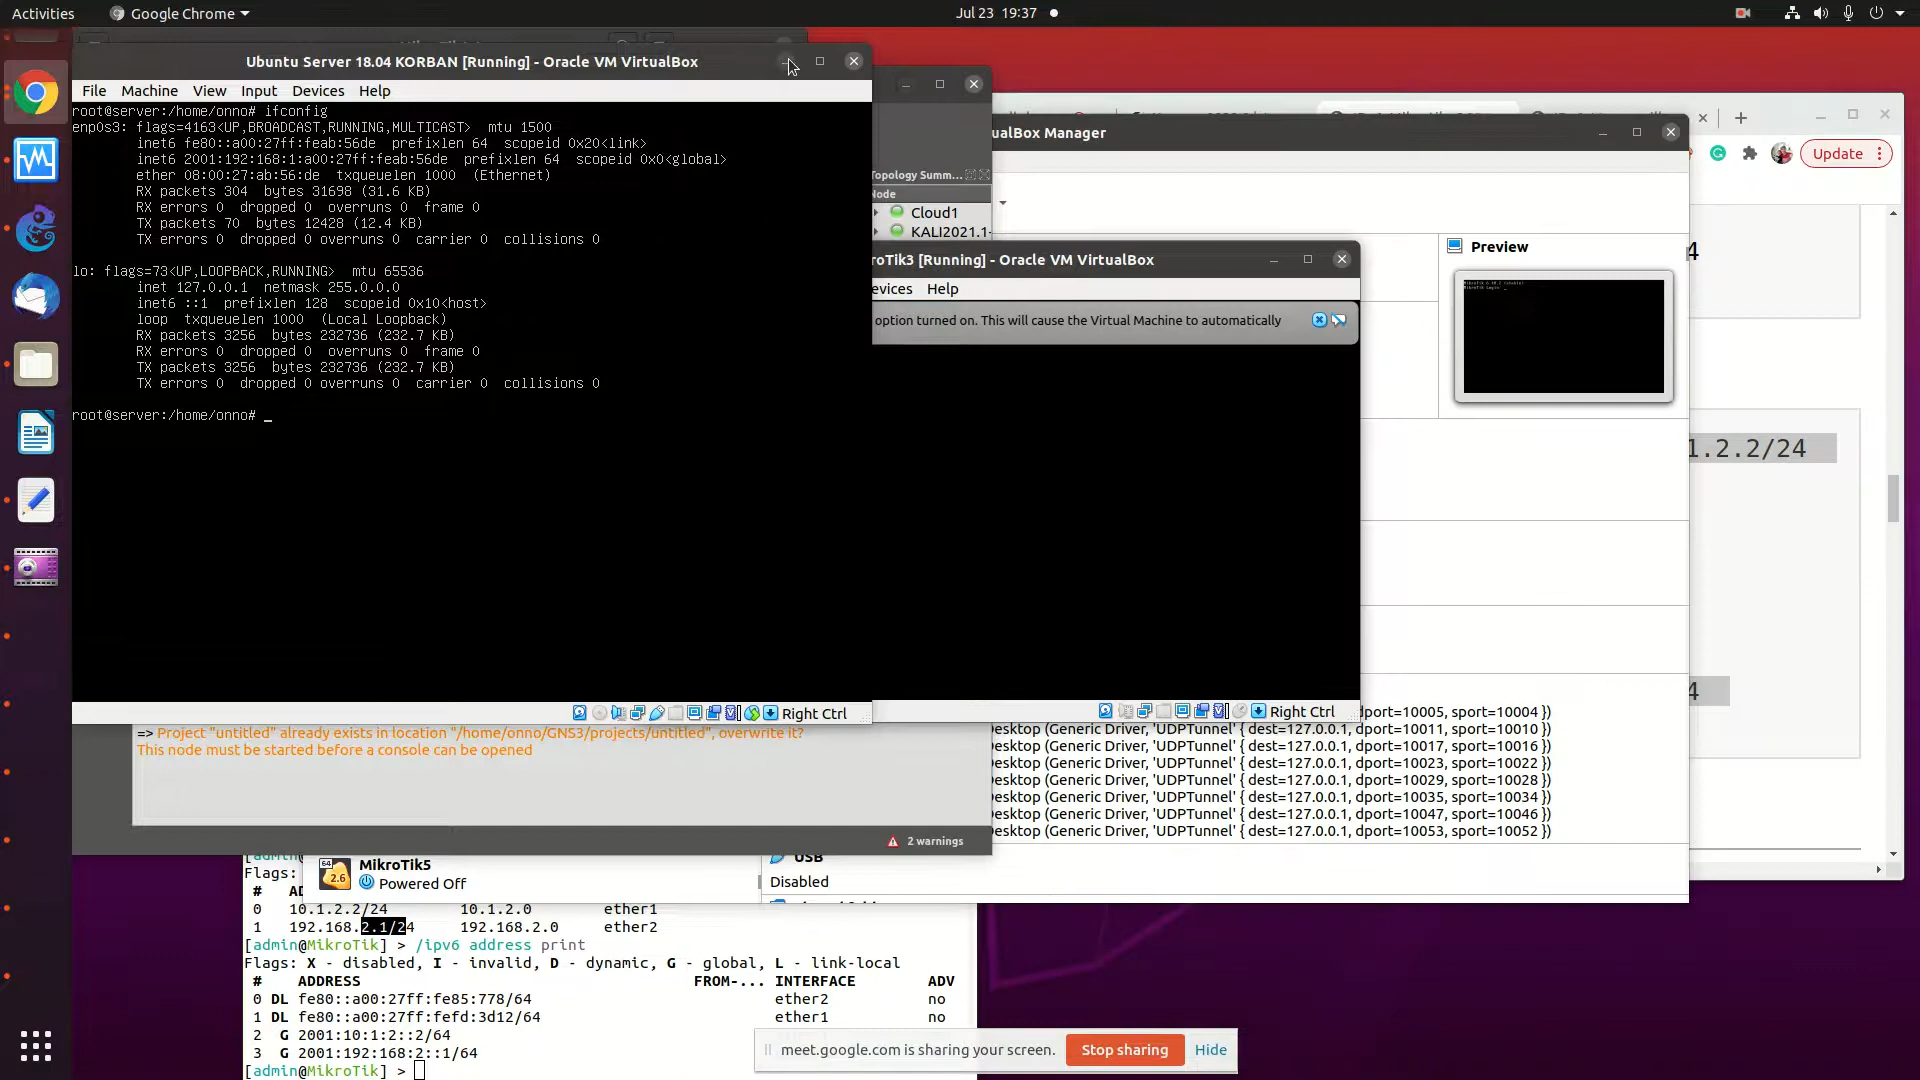 Activities
Google Chrome
Jul 23  19:37
Ubuntu Server 18.04 KORBAN [Running] - Oracle VM VirtualBox
File Machine View Input Devices Help
root@server:/home/onno# ifconfig
enp0s3: flags=4163<UP,BROADCAST,RUNNING,MULTICAST>  mtu 1500
inet6 fe80::a00:27ff:feab:56de  prefixlen 64  scopeid 0x20<link>
inet6 2001:192:168:1:a00:27ff:feab:56de  prefixlen 64  scopeid 0x0<global>
ether 08:00:27:ab:56:de  txqueuelen 1000  (Ethernet)
RX packets 304  bytes 31698 (31.6 KB)
RX errors 0  dropped 0  overruns 0  frame 0
TX packets 70  bytes 12428 (12.4 KB)
TX errors 0  dropped 0 overruns 0  carrier 0  collisions 0
lo: flags=73<UP,LOOPBACK,RUNNING>  mtu 65536
inet 127.0.0.1  netmask 255.0.0.0
inet6 ::1  prefixlen 128  scopeid 0x10<host>
loop  txqueuelen 1000  (Local Loopback)
RX packets 3256  bytes 232736 (232.7 KB)
RX errors 0  dropped 0  overruns 0  frame 0
TX packets 3256  bytes 232736 (232.7 KB)
TX errors 0  dropped 0 overruns 0  carrier 0  collisions 0
root@server:/home/onno# _
Right Ctrl
Topology Summ...
Node
Cloud1
KALI2021.1-
ualBox Manager
Update
Preview
roTik3 [Running] - Oracle VM VirtualBox
evices Help
option turned on. This will cause the Virtual Machine to automatically
Right Ctrl
4
1.2.2/24
4
=> Project "untitled" already exists in location "/home/onno/GNS3/projects/untitled", overwrite it?
This node must be started before a console can be opened
2 warnings
dport=10005, sport=10004 })
esktop (Generic Driver, 'UDPTunnel' { dest=127.0.0.1, dport=10011, sport=10010 })
esktop (Generic Driver, 'UDPTunnel' { dest=127.0.0.1, dport=10017, sport=10016 })
esktop (Generic Driver, 'UDPTunnel' { dest=127.0.0.1, dport=10023, sport=10022 })
esktop (Generic Driver, 'UDPTunnel' { dest=127.0.0.1, dport=10029, sport=10028 })
esktop (Generic Driver, 'UDPTunnel' { dest=127.0.0.1, dport=10035, sport=10034 })
esktop (Generic Driver, 'UDPTunnel' { dest=127.0.0.1, dport=10047, sport=10046 })
esktop (Generic Driver, 'UDPTunnel' { dest=127.0.0.1, dport=10053, sport=10052 })
USB
Disabled
64
2.6
MikroTik5
Powered Off
[admin
Flags:
# AD
0 10.1.2.2/24 10.1.2.0 ether1
1 192.168.2.1/24 192.168.2.0 ether2
[admin@MikroTik] > /ipv6 address print
Flags: X - disabled, I - invalid, D - dynamic, G - global, L - link-local
# ADDRESS FROM-... INTERFACE ADV
0 DL fe80::a00:27ff:fe85:778/64 ether2 no
1 DL fe80::a00:27ff:fefd:3d12/64 ether1 no
2 G 2001:10:1:2::2/64
3 G 2001:192:168:2::1/64
[admin@MikroTik] >
meet.google.com is sharing your screen.
Stop sharing
Hide